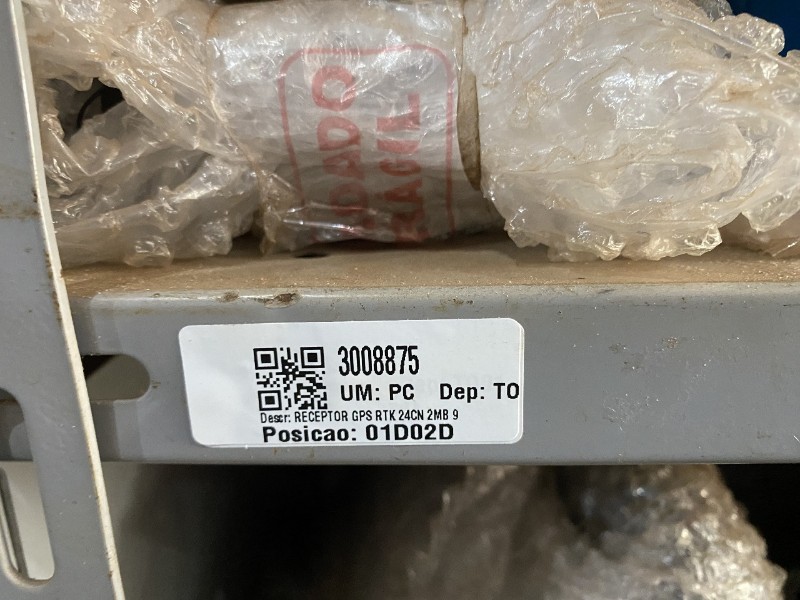 3008875
UM: PC Dep: TO
Descr: RECEPTOR GPS RTK 24CN 2MB 9
Posicao: 01D02D